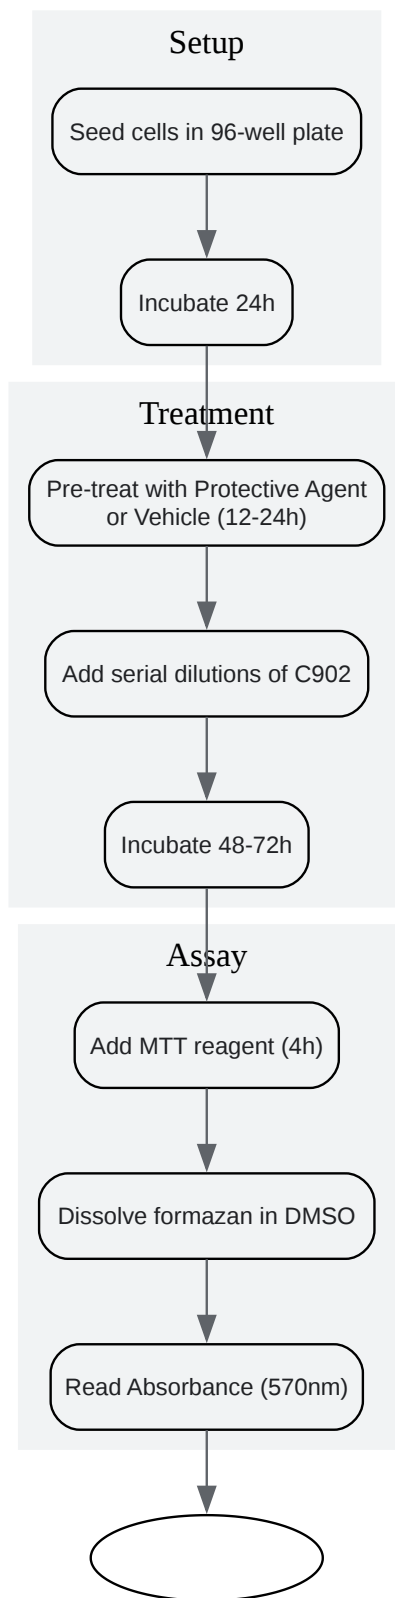 Setup
Seed cells in 96-well plate
Incubate 24h
Treatment
Pre-treat with Protective Agent
or Vehicle (12-24h)
Add serial dilutions of C902
Incubate 48-72h
Assay
Add MTT reagent (4h)
Dissolve formazan in DMSO
Read Absorbance (570nm)